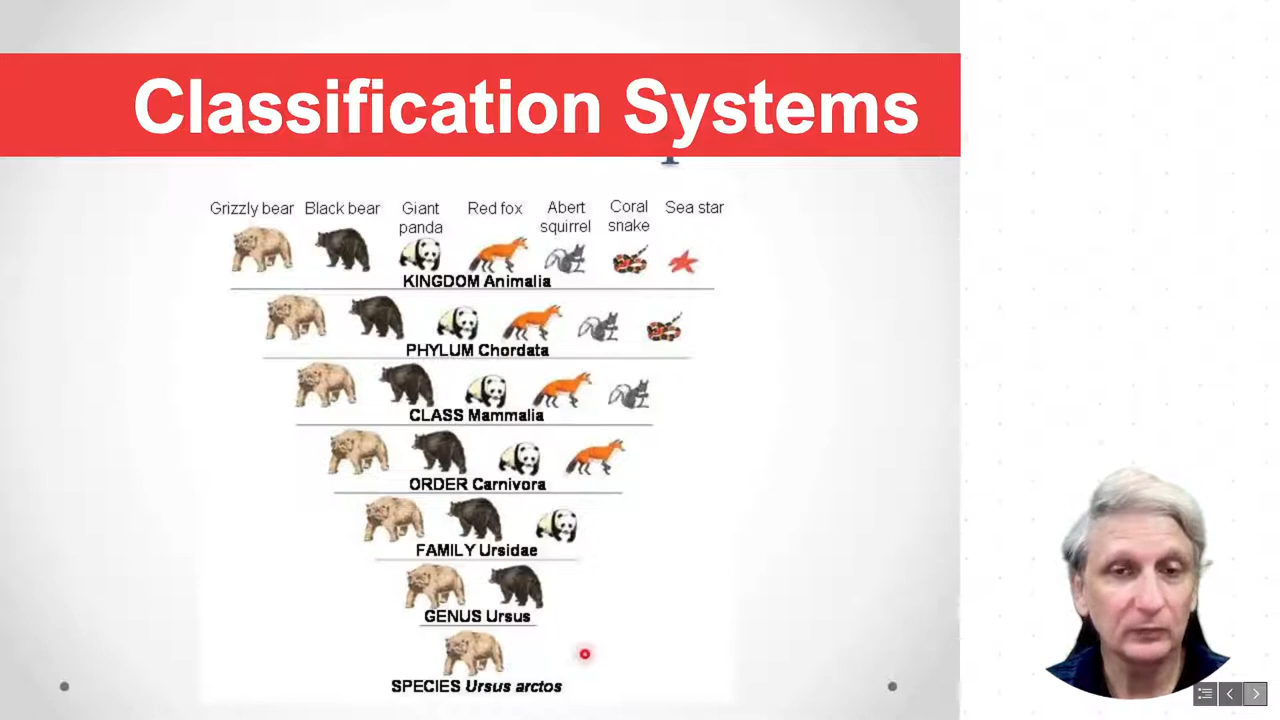 Classification Systems
Grizzly bear Black bear Giant panda Red fox Abert squirrel Coral snake Sea star
KINGDOM Animalia
PHYLUM Chordata
CLASS Mammalia
ORDER Carnivora
FAMILY Ursidae
GENUS Ursus
SPECIES Ursus arctos